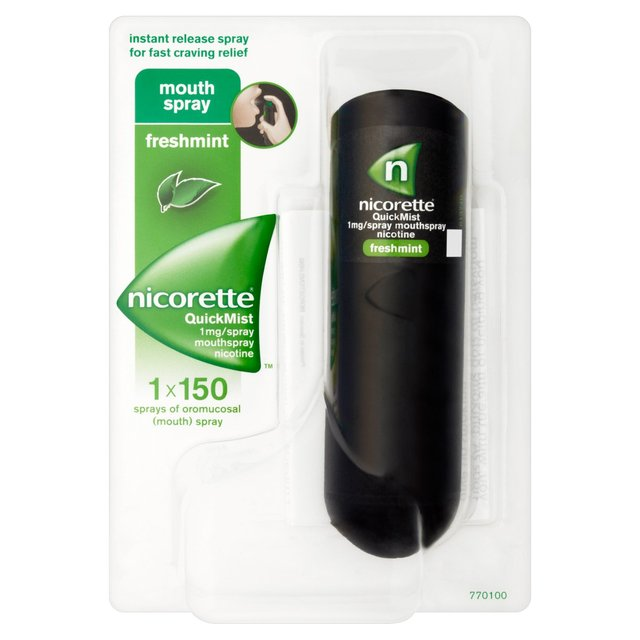 instant release spray
for fast craving relief
mouth
spray
freshmint
nicorette®
QuickMist
1mg/spray
mouthspray
nicotine
™
1x150
sprays of oromucosal
(mouth) spray
n
nicorette®
QuickMist
1mg/spray mouthspray
nicotine
freshmint
770100